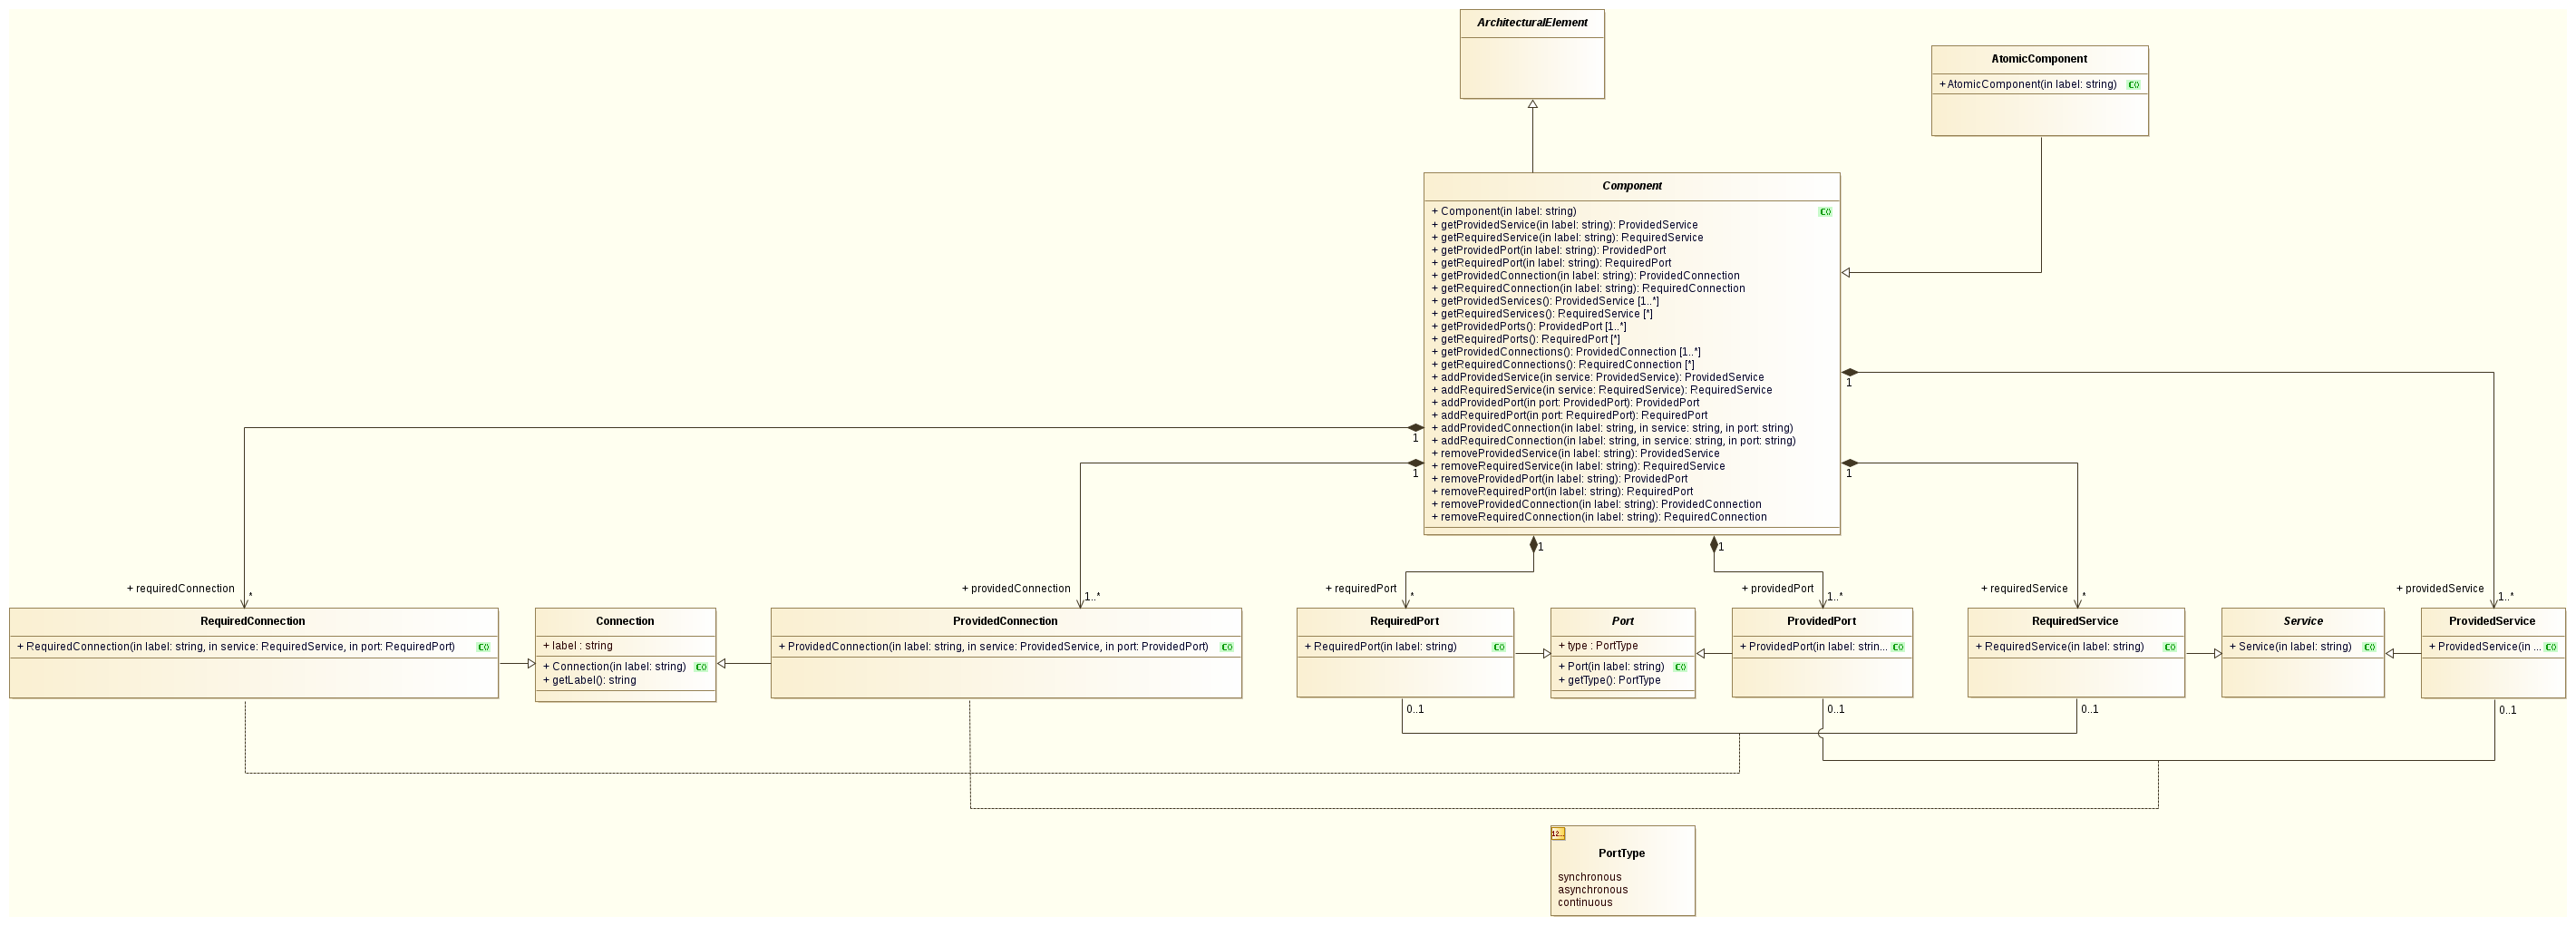 ArchitecturalElement
AtomicComponent
+ AtomicComponent(in label: string)
C()
Component
+ Component(in label: string)
C()
+ getProvidedService(in label: string): ProvidedService
+ getRequiredService(in label: string): RequiredService
+ getProvidedPort(in label: string): ProvidedPort
+ getRequiredPort(in label: string): RequiredPort
+ getProvidedConnection(in label: string): ProvidedConnection
+ getRequiredConnection(in label: string): RequiredConnection
+ getProvidedServices(): ProvidedService [1..*]
+ getRequiredServices(): RequiredService [*]
+ getProvidedPorts(): ProvidedPort [1..*]
+ getRequiredPorts(): RequiredPort [*]
+ getProvidedConnections(): ProvidedConnection [1..*]
+ getRequiredConnections(): RequiredConnection [*]
+ addProvidedService(in service: ProvidedService): ProvidedService
+ addRequiredService(in service: RequiredService): RequiredService
+ addProvidedPort(in port: ProvidedPort): ProvidedPort
+ addRequiredPort(in port: RequiredPort): RequiredPort
+ addProvidedConnection(in label: string, in service: string, in port: string)
+ addRequiredConnection(in label: string, in service: string, in port: string)
+ removeProvidedService(in label: string): ProvidedService
+ removeRequiredService(in label: string): RequiredService
+ removeProvidedPort(in label: string): ProvidedPort
+ removeRequiredPort(in label: string): RequiredPort
+ removeProvidedConnection(in label: string): ProvidedConnection
+ removeRequiredConnection(in label: string): RequiredConnection
1
1
1
1
1
1
+ requiredConnection
*
+ providedConnection
1..*
+ requiredPort
*
+ providedPort
1..*
+ requiredService
*
+ providedService
1..*
RequiredConnection
+ RequiredConnection(in label: string, in service: RequiredService, in port: RequiredPort)
C()
Connection
+ label : string
+ Connection(in label: string)
C()
+ getLabel(): string
ProvidedConnection
+ ProvidedConnection(in label: string, in service: ProvidedService, in port: ProvidedPort)
C()
RequiredPort
+ RequiredPort(in label: string)
C()
Port
+ type : PortType
+ Port(in label: string)
C()
+ getType(): PortType
ProvidedPort
+ ProvidedPort(in label: strin...
C()
RequiredService
+ RequiredService(in label: string)
C()
Service
+ Service(in label: string)
C()
ProvidedService
+ ProvidedService(in ...
C()
0..1
0..1
0..1
0..1
12...
PortType
synchronous
asynchronous
continuous